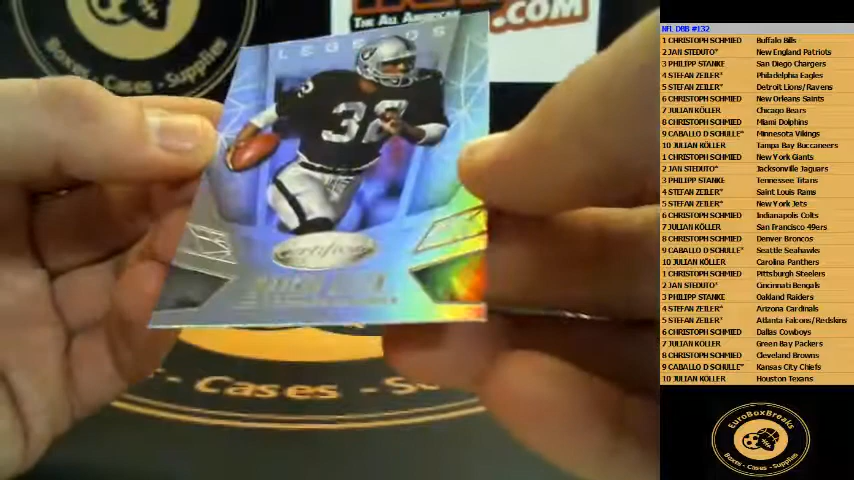 THE ALL AMERICAN
.COM
Boxes - Cases - Supplies
LEGENDS
32
- Cases - Su
NFL DBB #132
1 CHRISTOPH SCHMIED Buffalo Bills
2 JAN STEDUTO* New England Patriots
3 PHILIPP STANKE San Diego Chargers
4 STEFAN ZEILER* Philadelphia Eagles
5 STEFAN ZEILER* Detroit Lions/Ravens
6 CHRISTOPH SCHMIED New Orleans Saints
7 JULIAN KÖLLER Chicago Bears
8 CHRISTOPH SCHMIED Miami Dolphins
9 CABALLO D SCHULLE* Minnesota Vikings
10 JULIAN KÖLLER Tampa Bay Buccaneers
1 CHRISTOPH SCHMIED New York Giants
2 JAN STEDUTO* Jacksonville Jaguars
3 PHILIPP STANKE Tennessee Titans
4 STEFAN ZEILER* Saint Louis Rams
5 STEFAN ZEILER* New York Jets
6 CHRISTOPH SCHMIED Indianapolis Colts
7 JULIAN KÖLLER San Francisco 49ers
8 CHRISTOPH SCHMIED Denver Broncos
9 CABALLO D SCHULLE* Seattle Seahawks
10 JULIAN KÖLLER Carolina Panthers
1 CHRISTOPH SCHMIED Pittsburgh Steelers
2 JAN STEDUTO* Cincinnati Bengals
3 PHILIPP STANKE Oakland Raiders
4 STEFAN ZEILER* Arizona Cardinals
5 STEFAN ZEILER* Atlanta Falcons/Redskins
6 CHRISTOPH SCHMIED Dallas Cowboys
7 JULIAN KÖLLER Green Bay Packers
8 CHRISTOPH SCHMIED Cleveland Browns
9 CABALLO D SCHULLE* Kansas City Chiefs
10 JULIAN KÖLLER Houston Texans
EuroBoxBreaks
Boxes - Cases - Supplies